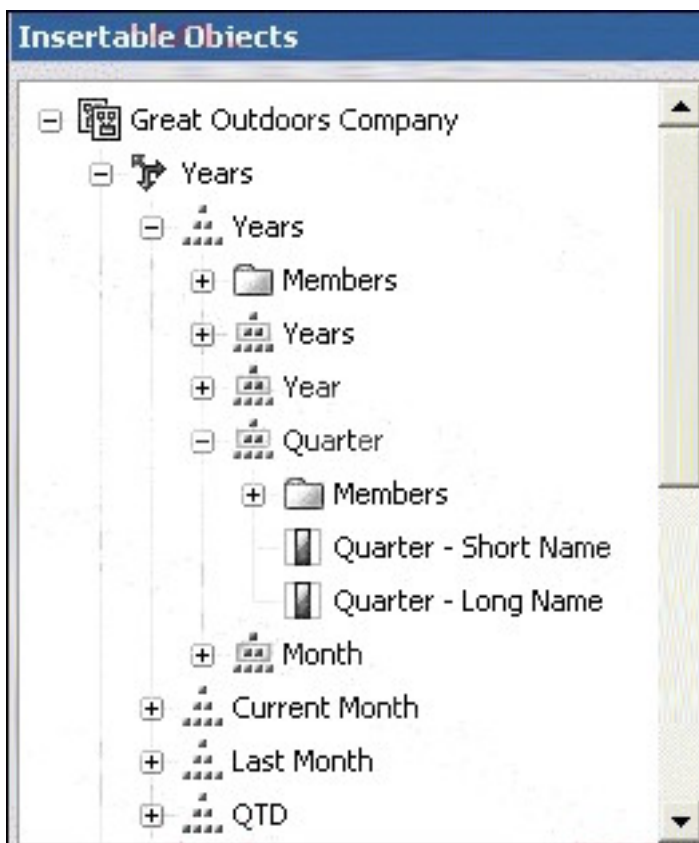 Insertable Objects
Great Outdoors Company
Years
Years
Members
Years
Year
Quarter
Members
Quarter - Short Name
Quarter - Long Name
Month
Current Month
Last Month
QTD